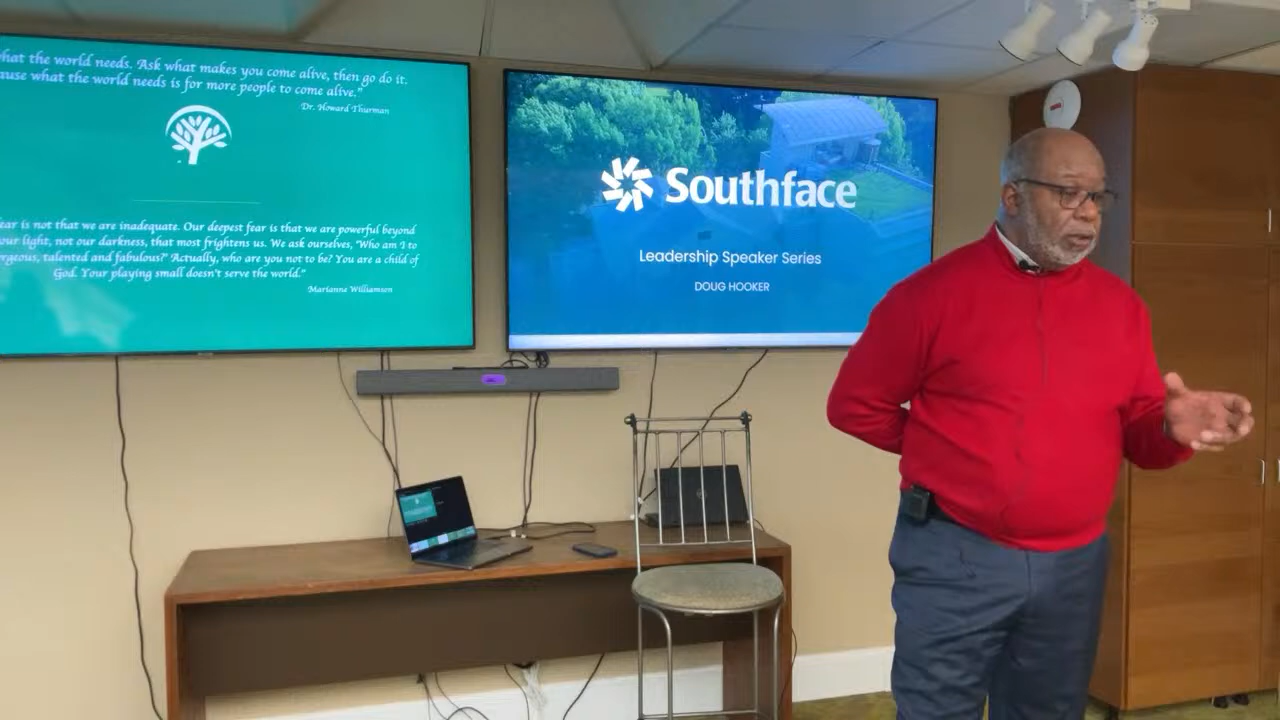 hat the world needs. Ask what makes you come alive, then go do it.
ause what the world needs is for more people to come alive."
Dr. Howard Thurman
ear is not that we are inadequate. Our deepest fear is that we are powerful beyond
our light, not our darkness, that most frightens us. We ask ourselves, "Who am I to
rgeous, talented and fabulous?' Actually, who are you not to be? You are a child of
God. Your playing small doesn't serve the world."
Marianne Williamsen
Southface
Leadership Speaker Series
DOUG HOOKER